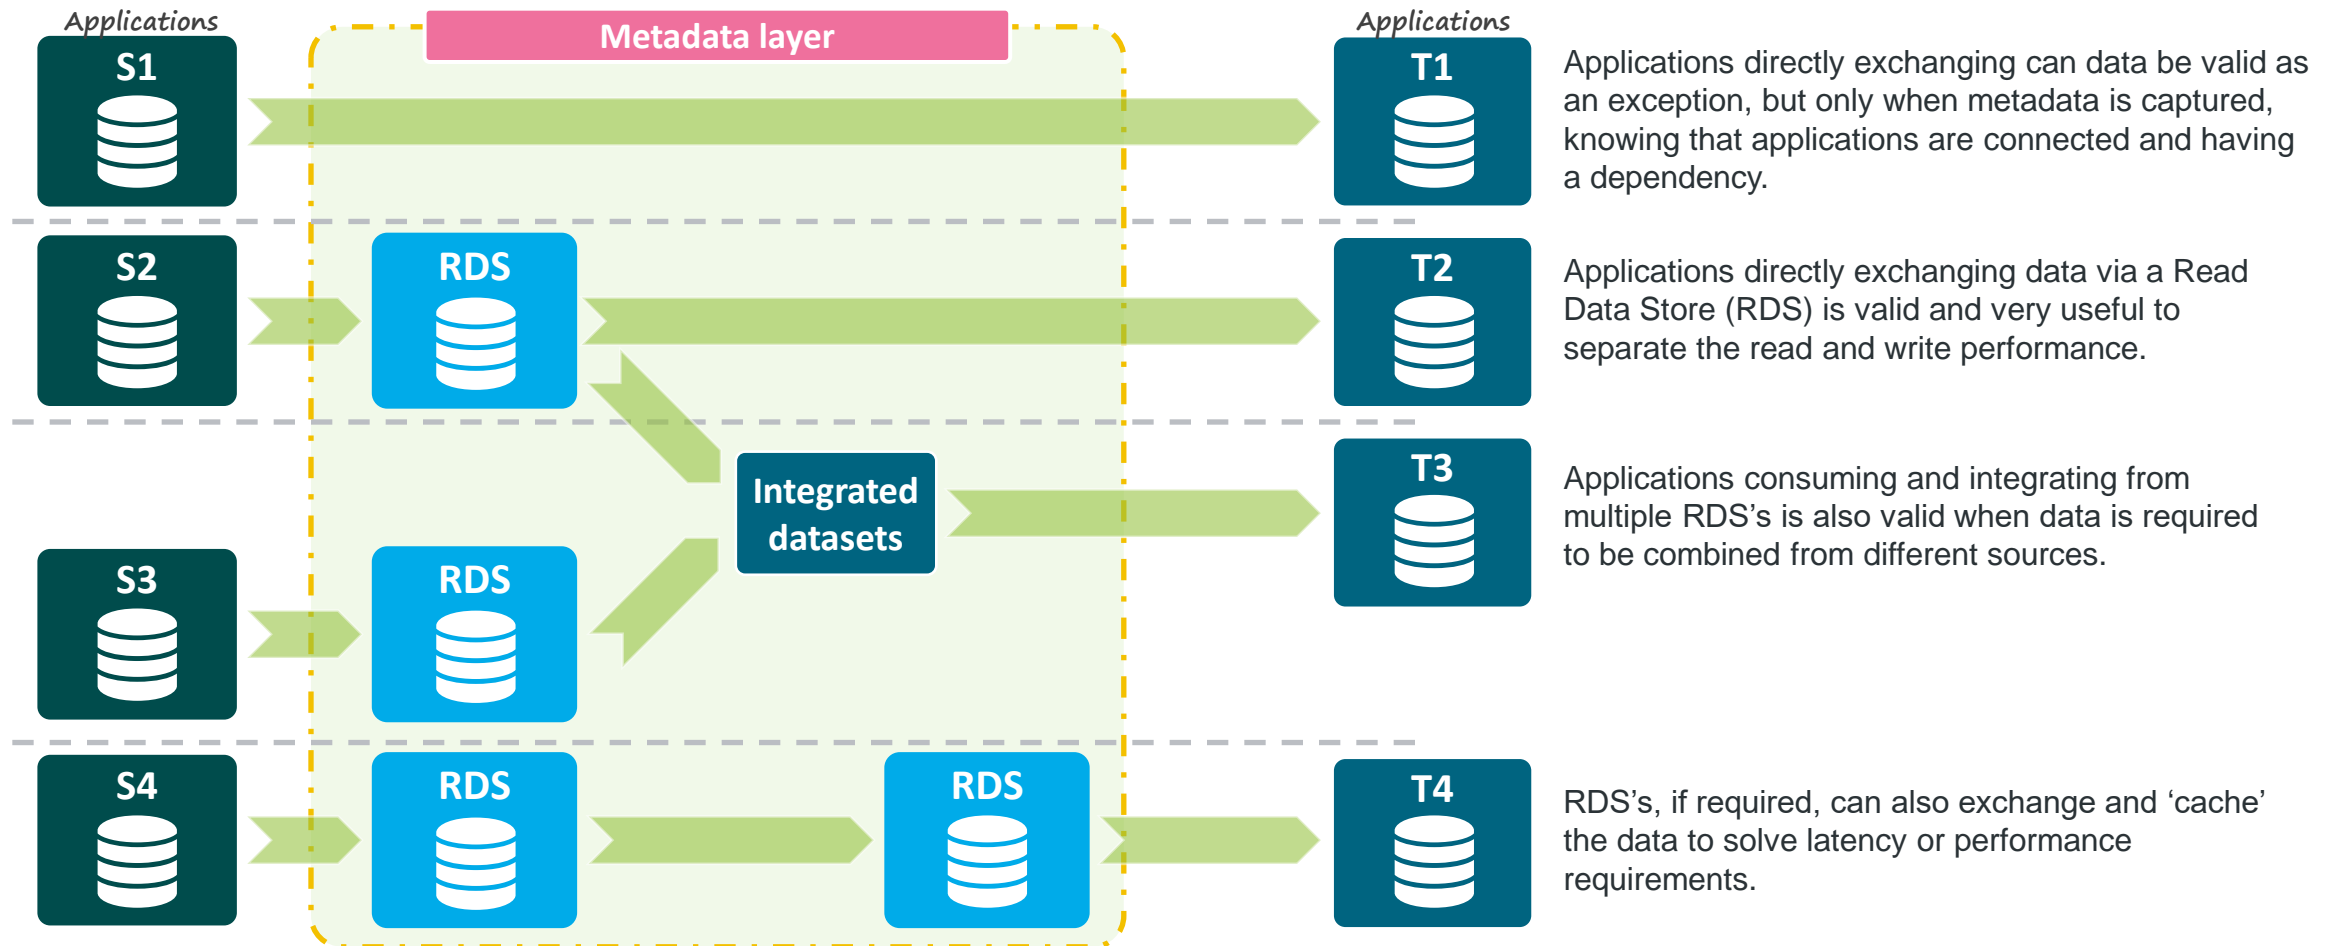 Applications
Metadata layer
Applications
S1
T1
Applications directly exchanging can data be valid as
an exception, but only when metadata is captured,
knowing that applications are connected and having
a dependency.
S2
RDS
T2
Applications directly exchanging data via a Read
Data Store (RDS) is valid and very useful to
separate the read and write performance.
Integrated
datasets
T3
Applications consuming and integrating from
multiple RDS’s is also valid when data is required
to be combined from different sources.
S3
RDS
S4
RDS
RDS
T4
RDS’s, if required, can also exchange and ‘cache’
the data to solve latency or performance
requirements.